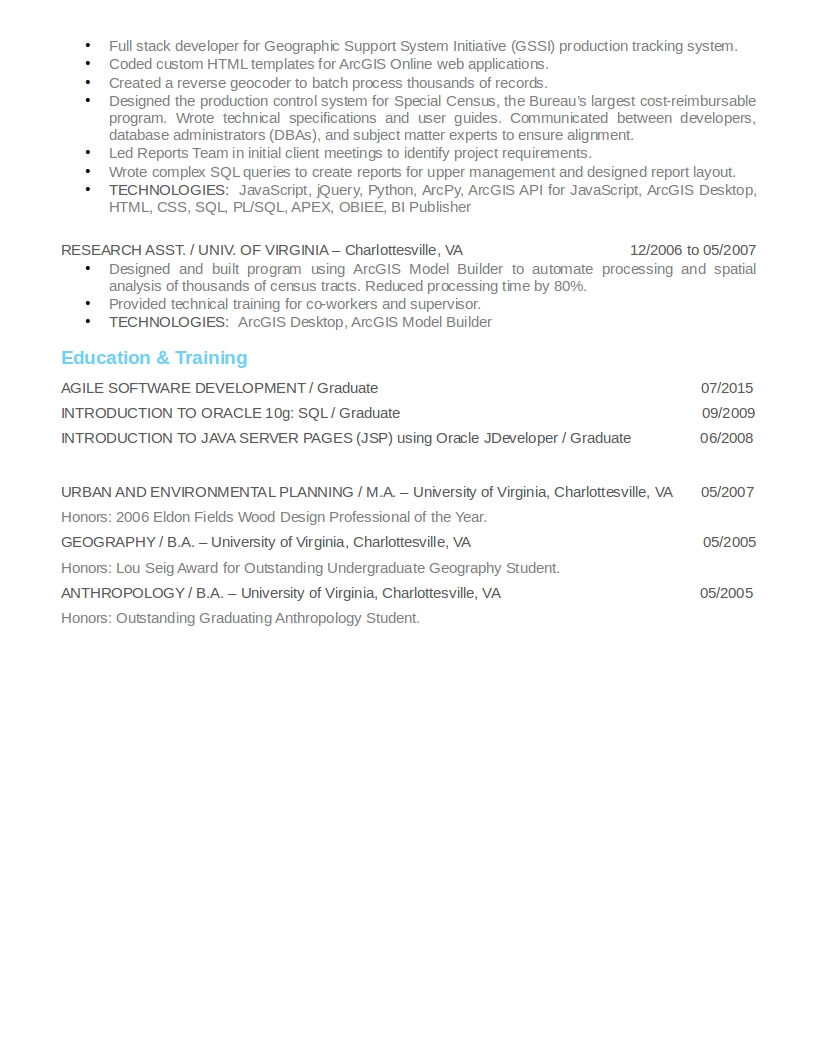 • Full stack developer for Geographic Support System Initiative (GSSI) production tracking system.
• Coded custom HTML templates for ArcGIS Online web applications.
• Created a reverse geocoder to batch process thousands of records.
• Designed the production control system for Special Census, the Bureau’s largest cost-reimbursable
program. Wrote technical specifications and user guides. Communicated between developers,
database administrators (DBAs), and subject matter experts to ensure alignment.
• Led Reports Team in initial client meetings to identify project requirements.
• Wrote complex SQL queries to create reports for upper management and designed report layout.
• TECHNOLOGIES: JavaScript, jQuery, Python, ArcPy, ArcGIS API for JavaScript, ArcGIS Desktop,
HTML, CSS, SQL, PL/SQL, APEX, OBIEE, BI Publisher
RESEARCH ASST. / UNIV. OF VIRGINIA – Charlottesville, VA 12/2006 to 05/2007
• Designed and built program using ArcGIS Model Builder to automate processing and spatial
analysis of thousands of census tracts. Reduced processing time by 80%.
• Provided technical training for co-workers and supervisor.
• TECHNOLOGIES: ArcGIS Desktop, ArcGIS Model Builder
Education & Training
AGILE SOFTWARE DEVELOPMENT / Graduate 07/2015
INTRODUCTION TO ORACLE 10g: SQL / Graduate 09/2009
INTRODUCTION TO JAVA SERVER PAGES (JSP) using Oracle JDeveloper / Graduate 06/2008
URBAN AND ENVIRONMENTAL PLANNING / M.A. – University of Virginia, Charlottesville, VA 05/2007
Honors: 2006 Eldon Fields Wood Design Professional of the Year.
GEOGRAPHY / B.A. – University of Virginia, Charlottesville, VA 05/2005
Honors: Lou Seig Award for Outstanding Undergraduate Geography Student.
ANTHROPOLOGY / B.A. – University of Virginia, Charlottesville, VA 05/2005
Honors: Outstanding Graduating Anthropology Student.